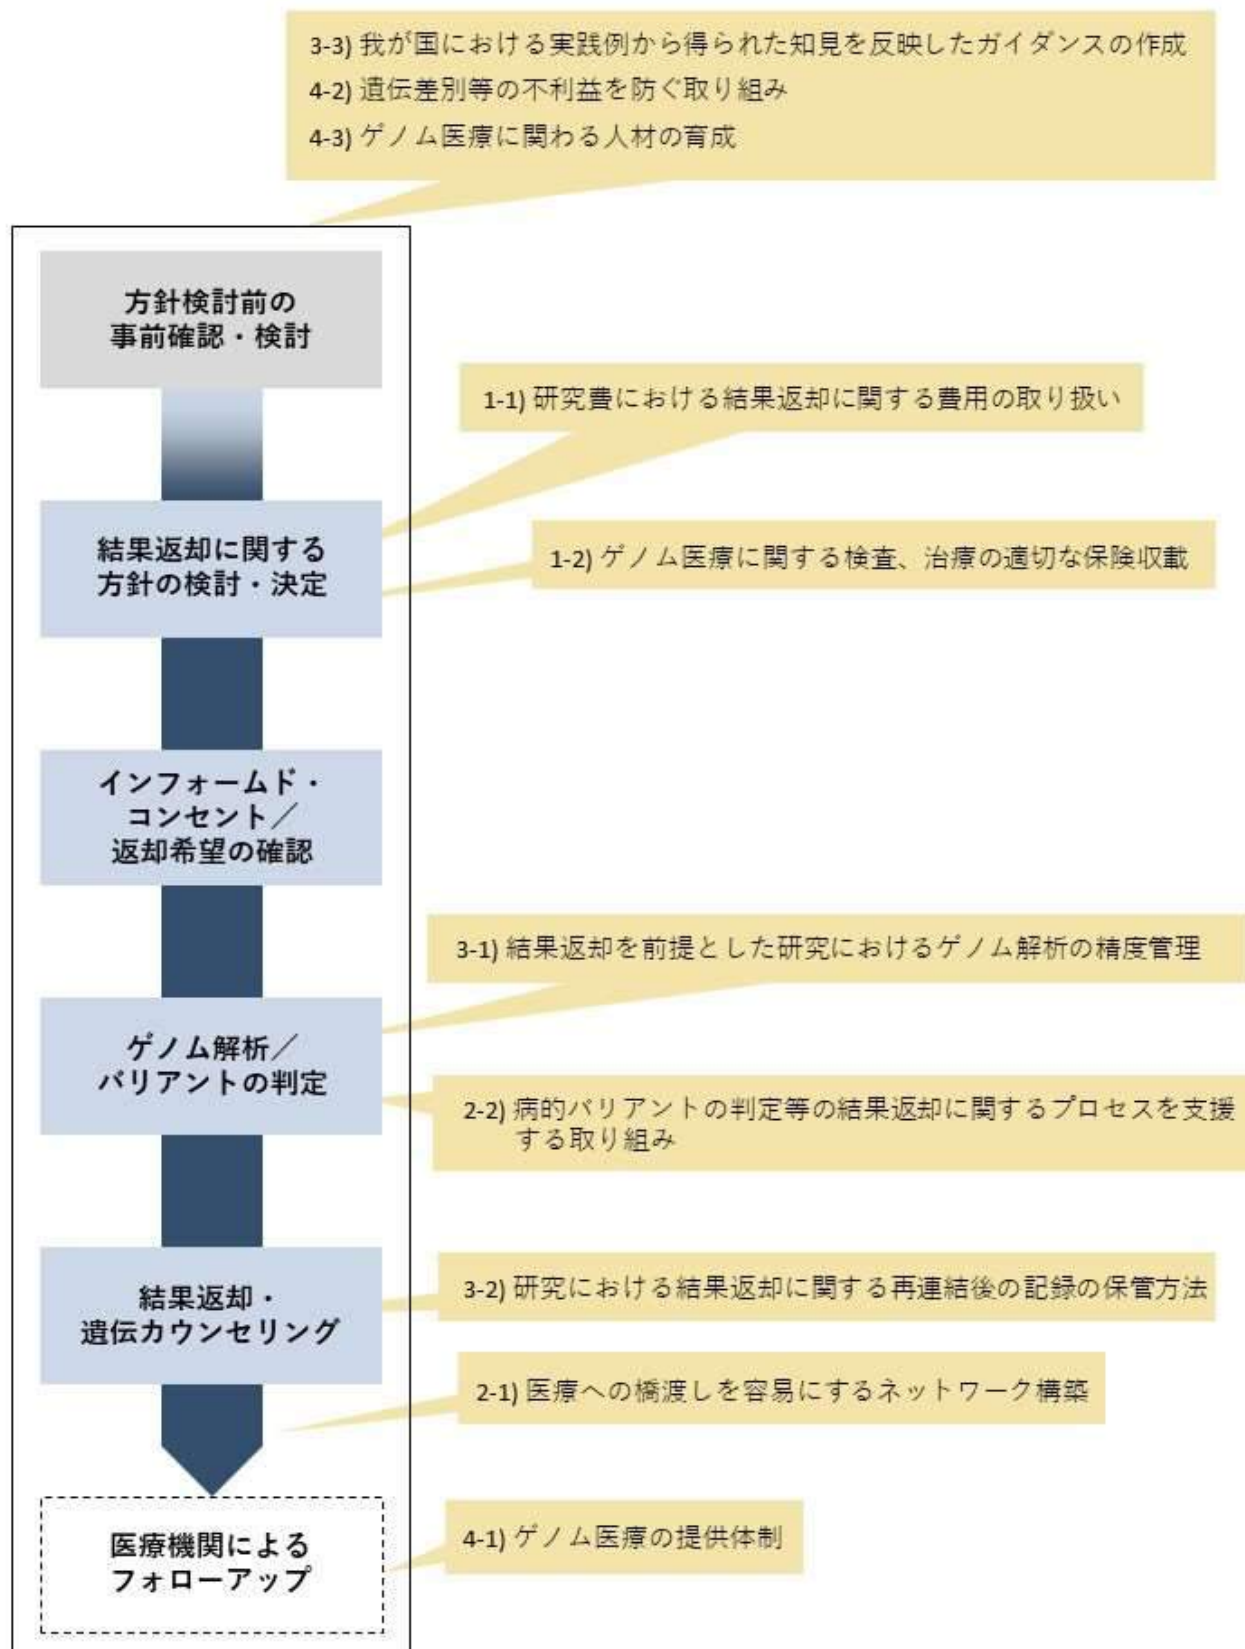 3-3) 我が国における実践例から得られた知見を反映したガイダンスの作成
4-2) 遺伝差別等の不利益を防ぐ取り組み
4-3) ゲノム医療に関わる人材の育成
方針検討前の
事前確認・検討
1-1) 研究費における結果返却に関する費用の取り扱い
結果返却に関する
方針の検討・決定
1-2) ゲノム医療に関する検査、治療の適切な保険収載
インフォームド・
コンセント／
返却希望の確認
3-1) 結果返却を前提とした研究におけるゲノム解析の精度管理
ゲノム解析／
バリアントの判定
2-2) 病的バリアントの判定等の結果返却に関するプロセスを支援
する取り組み
結果返却・
遺伝カウンセリング
3-2) 研究における結果返却に関する再連結後の記録の保管方法
2-1) 医療への橋渡しを容易にするネットワーク構築
医療機関による
フォローアップ
4-1) ゲノム医療の提供体制